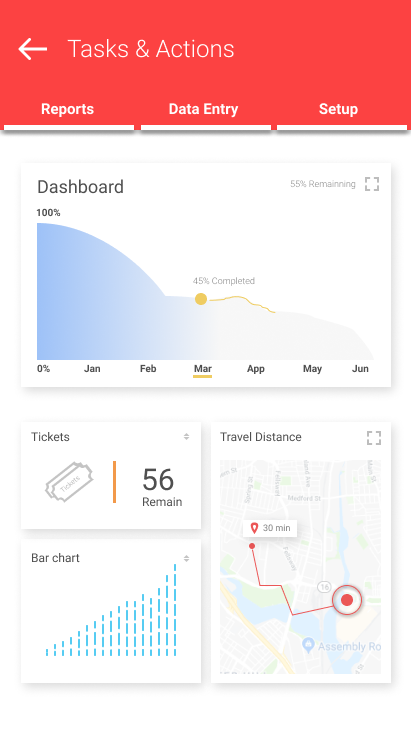 Tasks & Actions
Reports Data Entry Setup
Dashboard
55% Remainning
100%
45% Completed
0% Jan Feb Mar App May Jun
Tickets
Tickets
56
Remain
Bar chart
Travel Distance
Bedford St
30 min
16
Assembly Ro